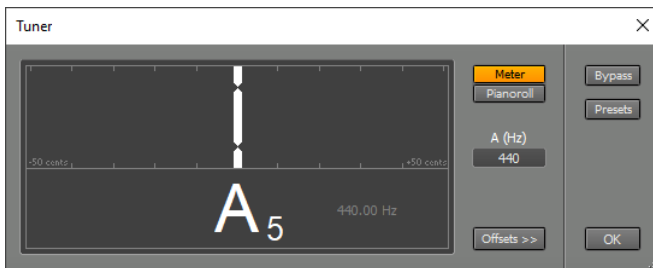 Tuner
Meter
Pianoroll
Bypass
Presets
A (Hz)
440
-50 cents
+50 cents
A5
440.00 Hz
Offsets >>
OK